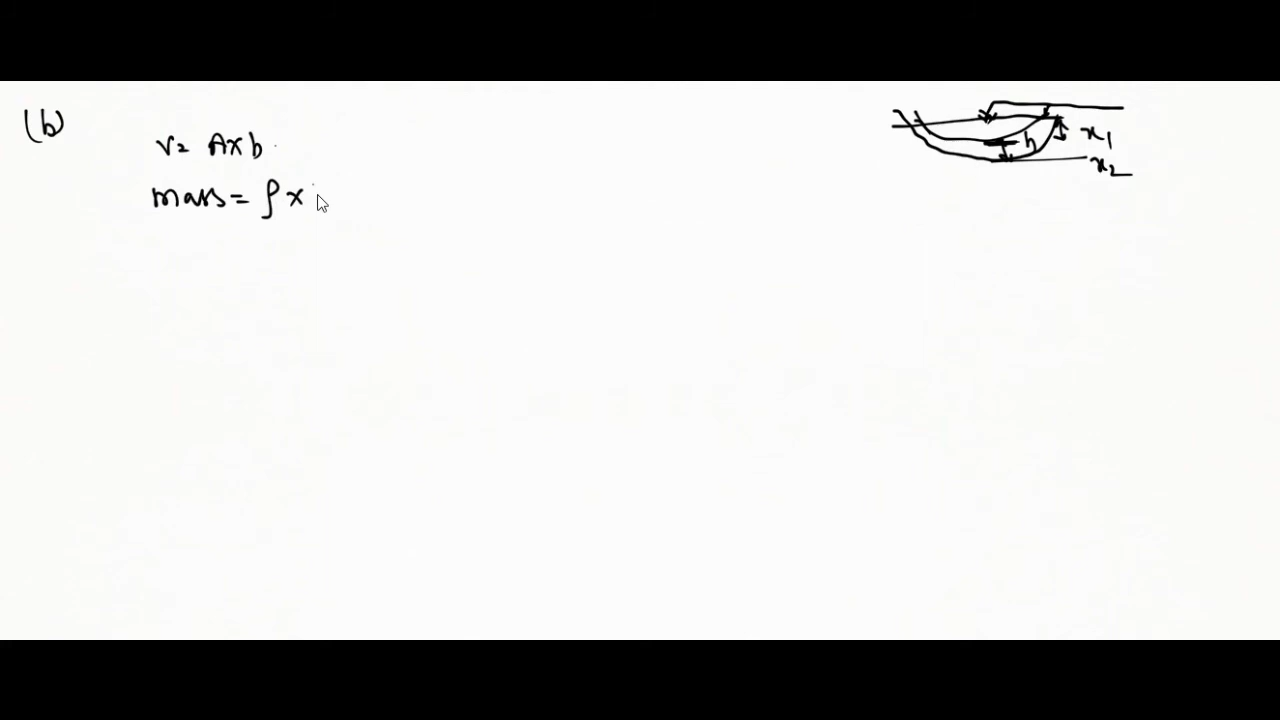 (b)
V = A x b
mass = ρ x
h
x1
x2